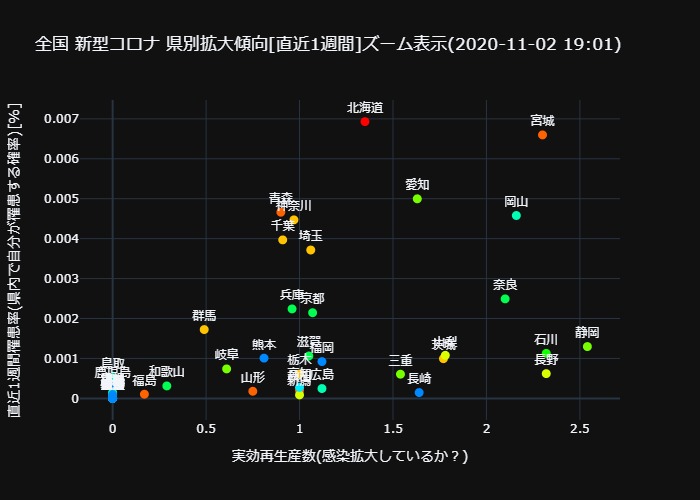 全国 新型コロナ 県別拡大傾向[直近1週間]ズーム表示(2020-11-02 19:01)
直近1週間罹患率(県内で自分が罹患する確率)[%]
0.007
0.006
0.005
0.004
0.003
0.002
0.001
0
北海道
宮城
愛知
岡山
青森
神奈川
千葉
埼玉
奈良
兵庫
京都
群馬
静岡
石川
滋賀
福岡
熊本
岐阜
栃木
長野
三重
鳥取
鹿児島
和歌山
福島
山形
広島
長崎
新潟
0
0.5
1
1.5
2
2.5
実効再生産数(感染拡大しているか？)